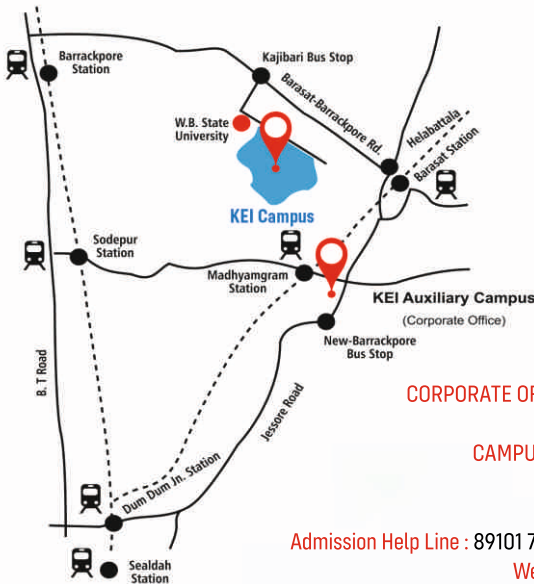 Barrackpore
Station
Kajibari Bus Stop
Barasat-Barrackpore Rd.
W.B. State
University
Helabattala
Barasat Station
KEI Campus
Sodepur
Station
Madhyamgram
Station
KEI Auxiliary Campus
(Corporate Office)
New-Barrackpore
Bus Stop
B. T Road
Jessore Road
CORPORATE OF
CAMPU
Dum Dum Jn. Station
Admission Help Line : 89101 7
We
Sealdah
Station